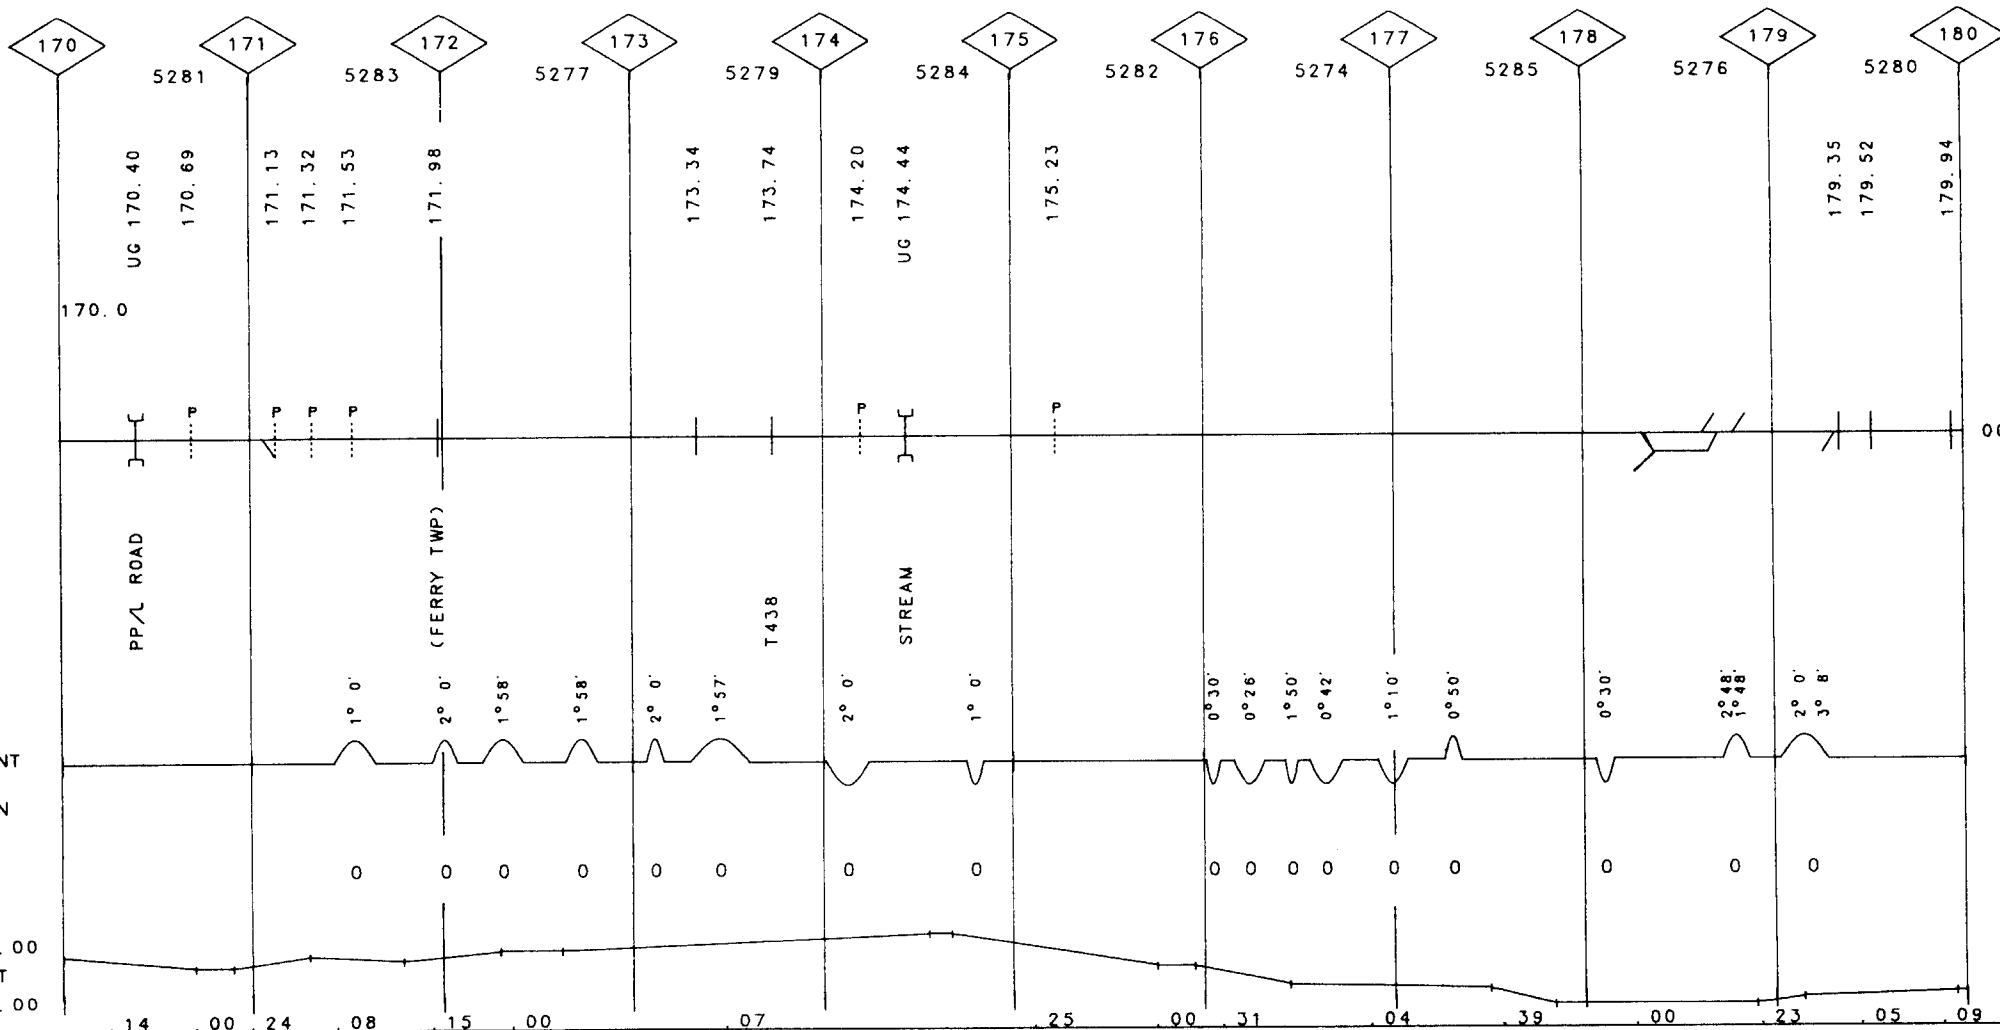 170 171 172 173 174 175 176 177 178 179 180
5281 5283 5277 5279 5284 5282 5274 5285 5276 5280
UG 170.40
170.69
171.13
171.32
171.53
171.98
173.34
173.74
174.20
UG 174.44
175.23
179.35
179.52
179.94
170.0
P P P P P P
PP/L ROAD
(FERRY TWP)
T438
STREAM
1° 0'
2° 0'
1°58'
1°58'
2° 0'
1°57'
2° 0'
1° 0'
0°30'
0°26'
1°50'
0°42'
1°10'
0°50'
0°30'
2°48'
1°48'
2° 0'
3° 8'
NT
0 0 0 0 0 0 0 0 0 0 0 0 0 0 0 0 0
.00
T
.00
.14 .00 .24 .08 .15 .00 .07 .25 .00 .31 .04 .39 .00 .23 .05 .09